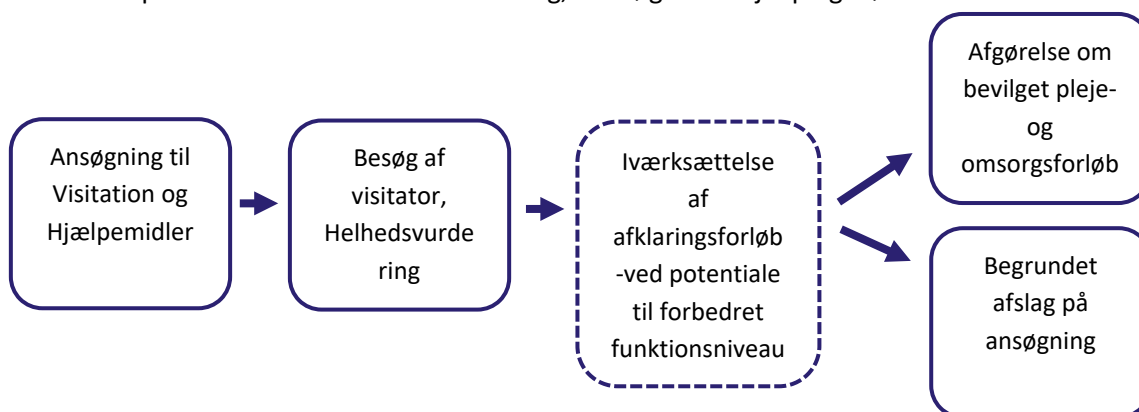 Ansøgning til
Visitation og
Hjælpemidler
Besøg af
visitator,
Helhedsvurde
ring
Iværksættelse
af
afklaringsforløb
-ved potentiale
til forbedret
funktionsniveau
Afgørelse om
bevilget pleje-
og
omsorgsforløb
Begrundet
afslag på
ansøgning